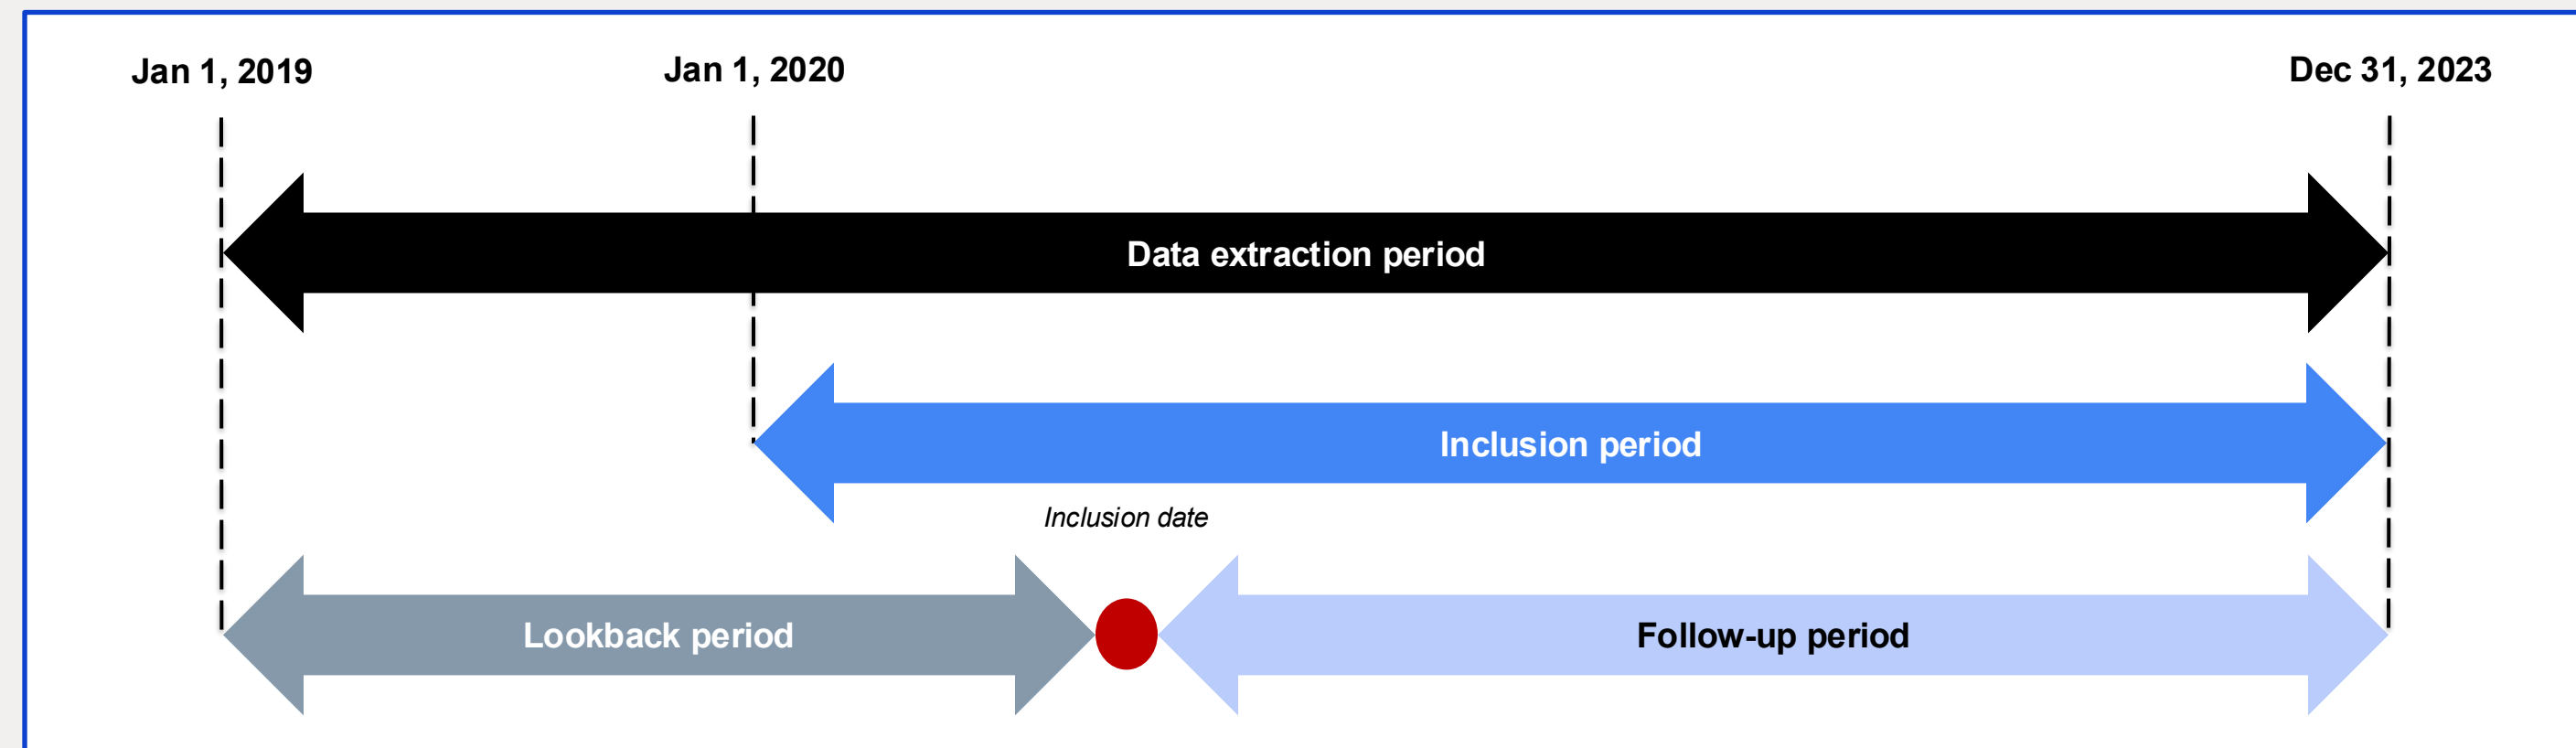 Jan 1, 2019
Jan 1, 2020
Dec 31, 2023
Data extraction period
Inclusion period
Inclusion date
Lookback period
Follow-up period